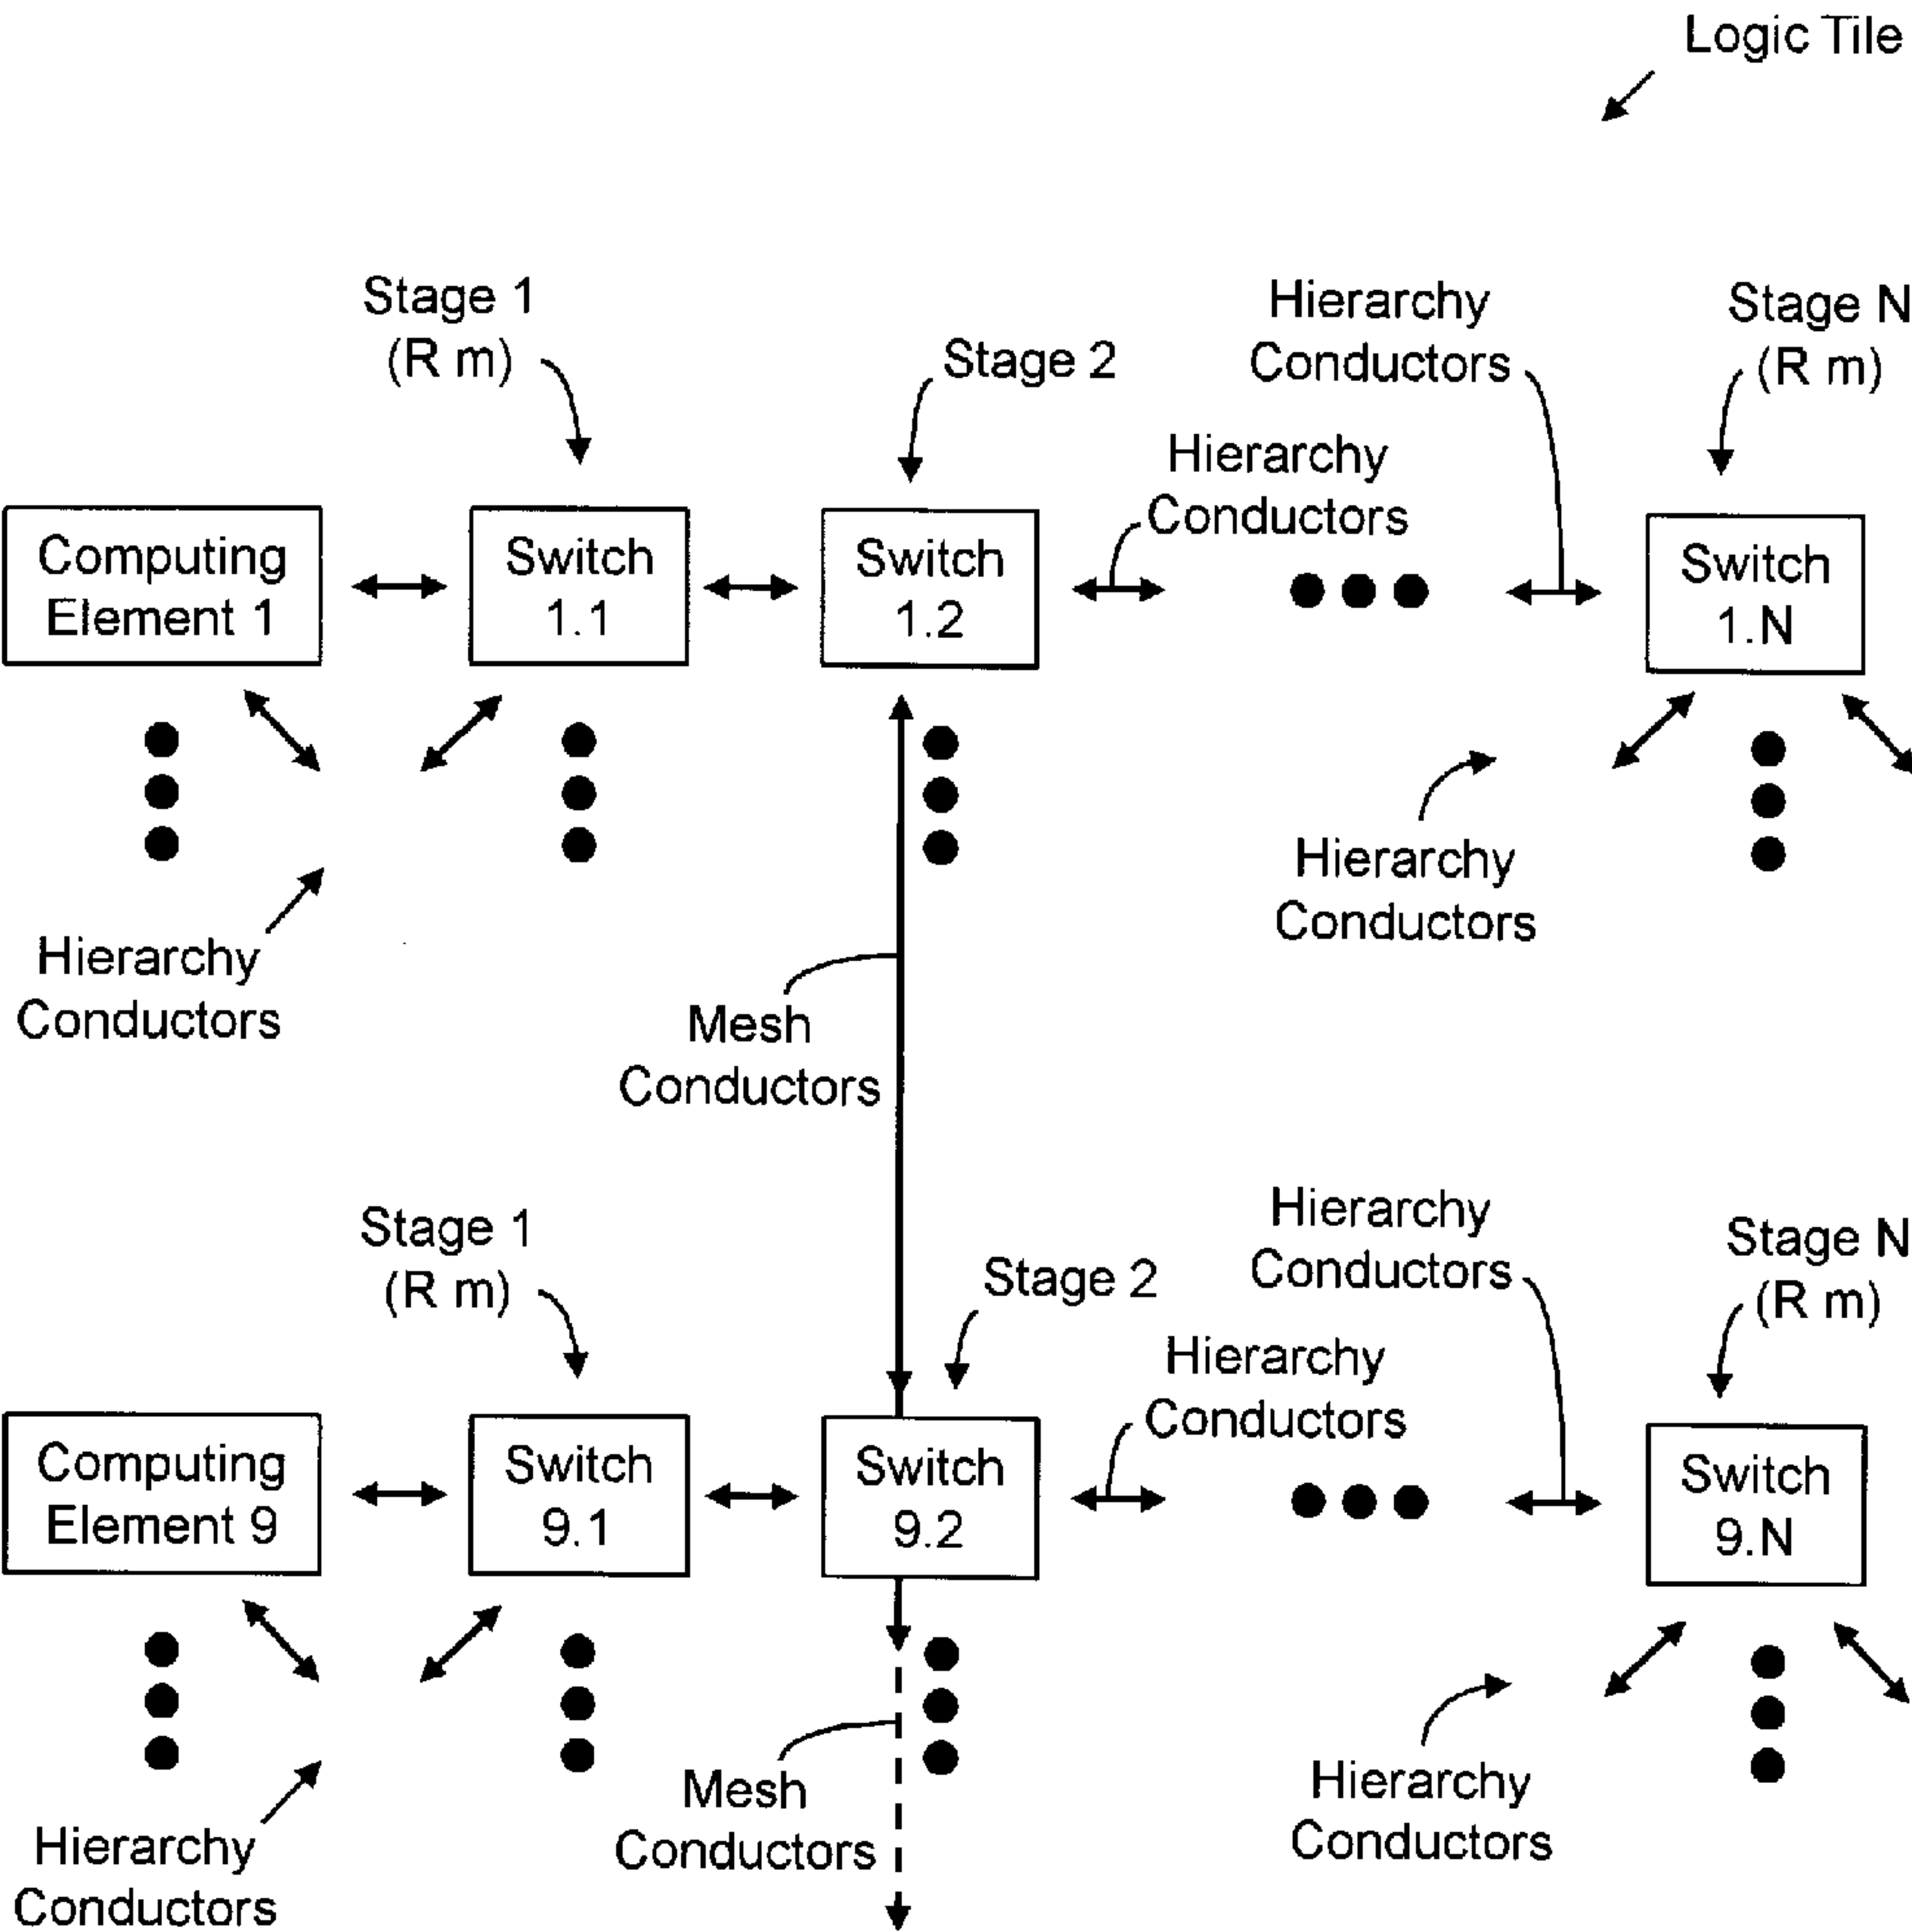 Logic Tile
Stage 1
(R m)
Stage 2
Hierarchy
Conductors
Stage N
(R m)
Hierarchy
Conductors
Computing
Element 1
Switch
1.1
Switch
1.2
Switch
1.N
Hierarchy
Conductors
Hierarchy
Conductors
Mesh
Conductors
Stage 1
(R m)
Stage 2
Hierarchy
Conductors
Stage N
(R m)
Hierarchy
Conductors
Computing
Element 9
Switch
9.1
Switch
9.2
Switch
9.N
Hierarchy
Conductors
Mesh
Conductors
Hierarchy
Conductors